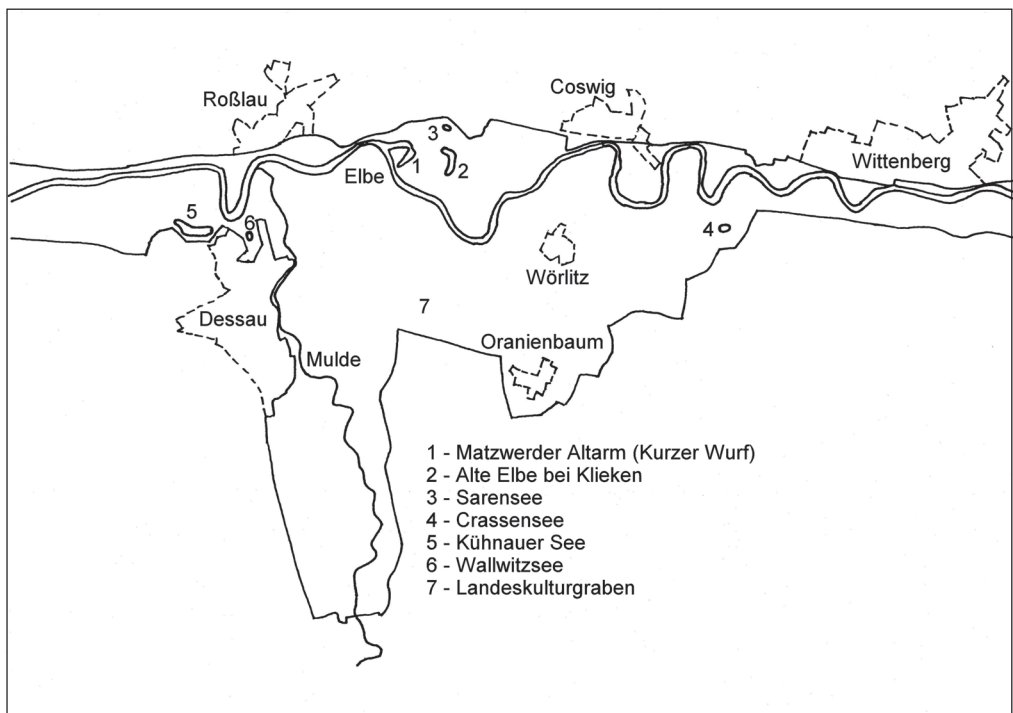 Roßlau
Coswig
3
Wittenberg
1
2
Elbe
5
6
4
Wörlitz
7
Dessau
Oranienbaum
Mulde
1 - Matzwerder Altarm (Kurzer Wurf)
2 - Alte Elbe bei Klieken
3 - Sarensee
4 - Crassensee
5 - Kühnauer See
6 - Wallwitzsee
7 - Landeskulturgraben